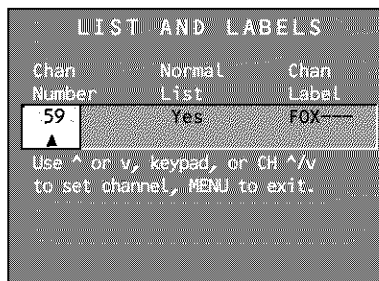 LIST AND LABELS
Chan Normal Chan
Number List Label
59 Yes FOX---
▲
Use ^ or v, keypad, or CH ^/v
to set channel, MENU to exit.